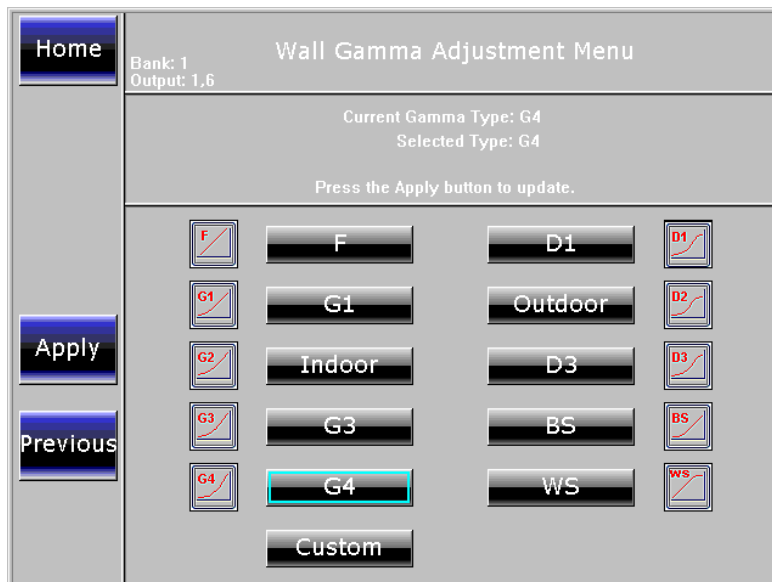 Home
Wall Gamma Adjustment Menu
Bank: 1
Output: 1,6
Current Gamma Type: G4
Selected Type: G4
Press the Apply button to update.
F
F
D1
D1
G1
G1
Outdoor
D2
Apply
G2
Indoor
D3
D3
Previous
G3
G3
BS
BS
G4
G4
WS
WS
Custom